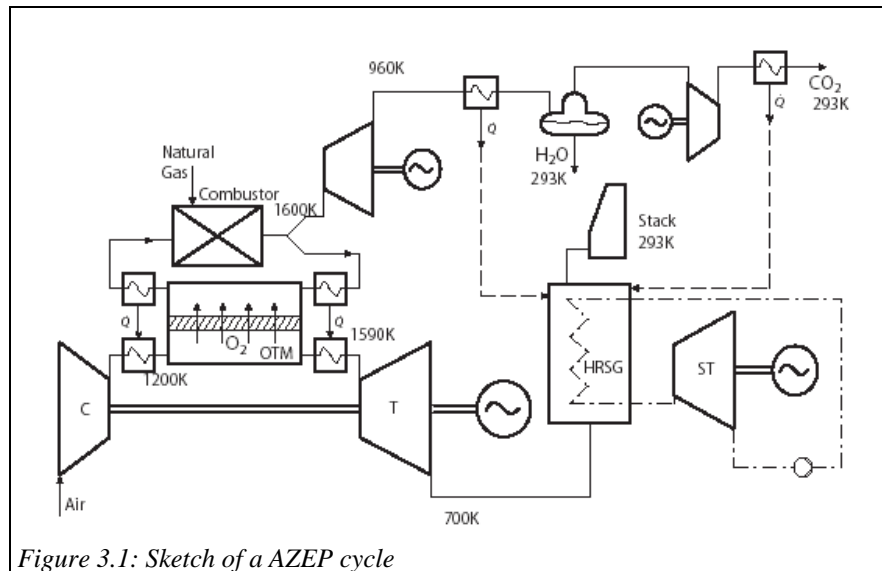 960K
Q
CO2
293K
Q
H2O
293K
Natural
Gas
Combustor
1600K
Stack
293K
Q
Q
O2
OTM
1590K
1200K
HRSG
ST
C
T
Air
700K
Figure 3.1: Sketch of a AZEP cycle